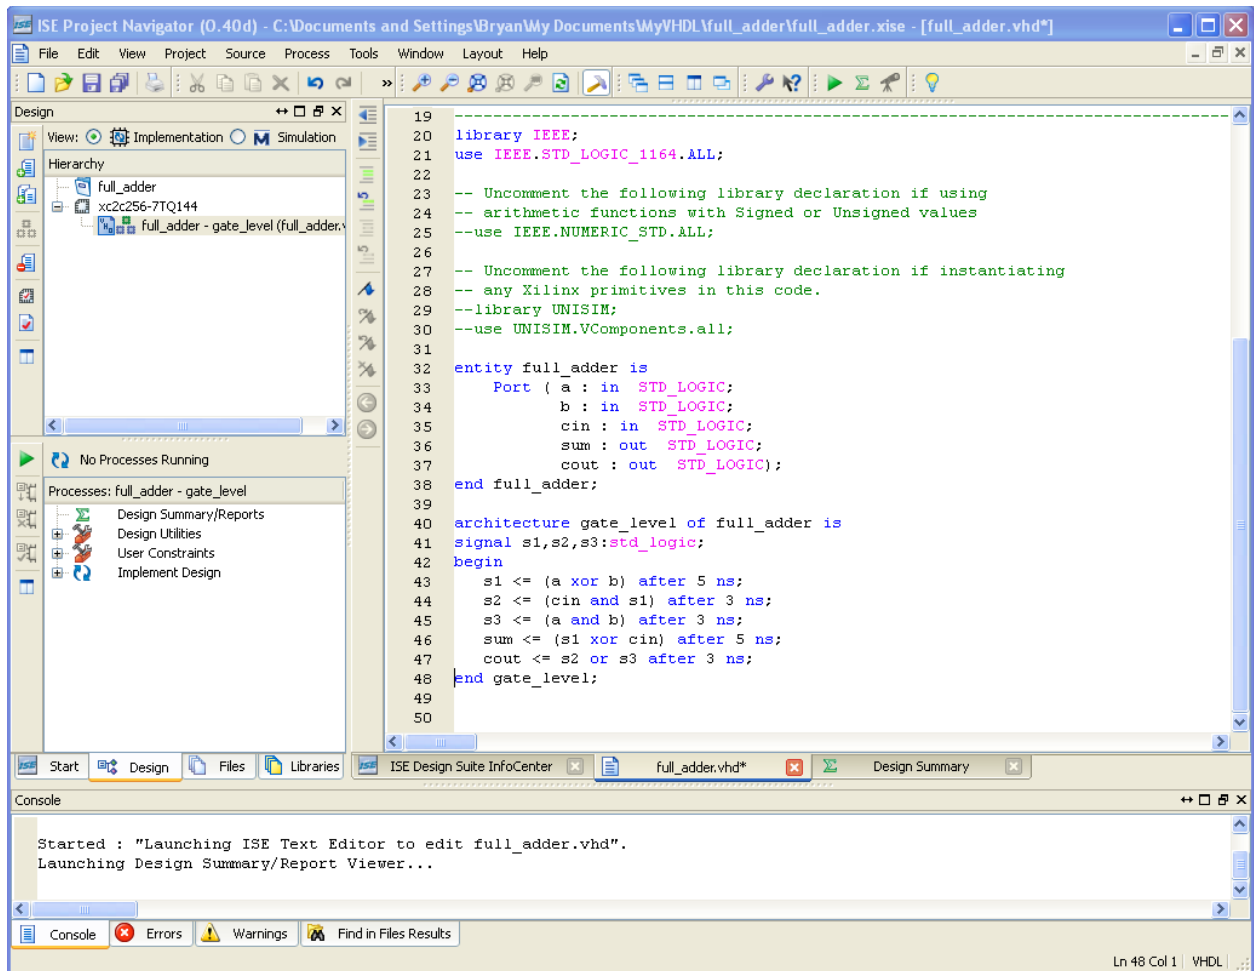 ISE Project Navigator (O.40d) - C:\Documents and Settings\Bryan\My Documents\MyVHDL\full_adder\full_adder.xise - [full_adder.vhd*]
File Edit View Project Source Process Tools Window Layout Help
Design
View: Implementation Simulation
Hierarchy
full_adder
xc2c256-7TQ144
full_adder - gate_level (full_adder.v
No Processes Running
Processes: full_adder - gate_level
Design Summary/Reports
Design Utilities
User Constraints
Implement Design
Start Design Files Libraries
19 --------------------------------------------------------------------------------
20 library IEEE;
21 use IEEE.STD_LOGIC_1164.ALL;
22
23 -- Uncomment the following library declaration if using
24 -- arithmetic functions with Signed or Unsigned values
25 --use IEEE.NUMERIC_STD.ALL;
26
27 -- Uncomment the following library declaration if instantiating
28 -- any Xilinx primitives in this code.
29 --library UNISIM;
30 --use UNISIM.VComponents.all;
31
32 entity full_adder is
33 Port ( a : in STD_LOGIC;
34 b : in STD_LOGIC;
35 cin : in STD_LOGIC;
36 sum : out STD_LOGIC;
37 cout : out STD_LOGIC);
38 end full_adder;
39
40 architecture gate_level of full_adder is
41 signal s1,s2,s3:std_logic;
42 begin
43 s1 <= (a xor b) after 5 ns;
44 s2 <= (cin and s1) after 3 ns;
45 s3 <= (a and b) after 3 ns;
46 sum <= (s1 xor cin) after 5 ns;
47 cout <= s2 or s3 after 3 ns;
48 end gate_level;
49
50
ISE Design Suite InfoCenter full_adder.vhd* Design Summary
Console
Started : "Launching ISE Text Editor to edit full_adder.vhd".
Launching Design Summary/Report Viewer...
Console Errors Warnings Find in Files Results
Ln 48 Col 1 VHDL